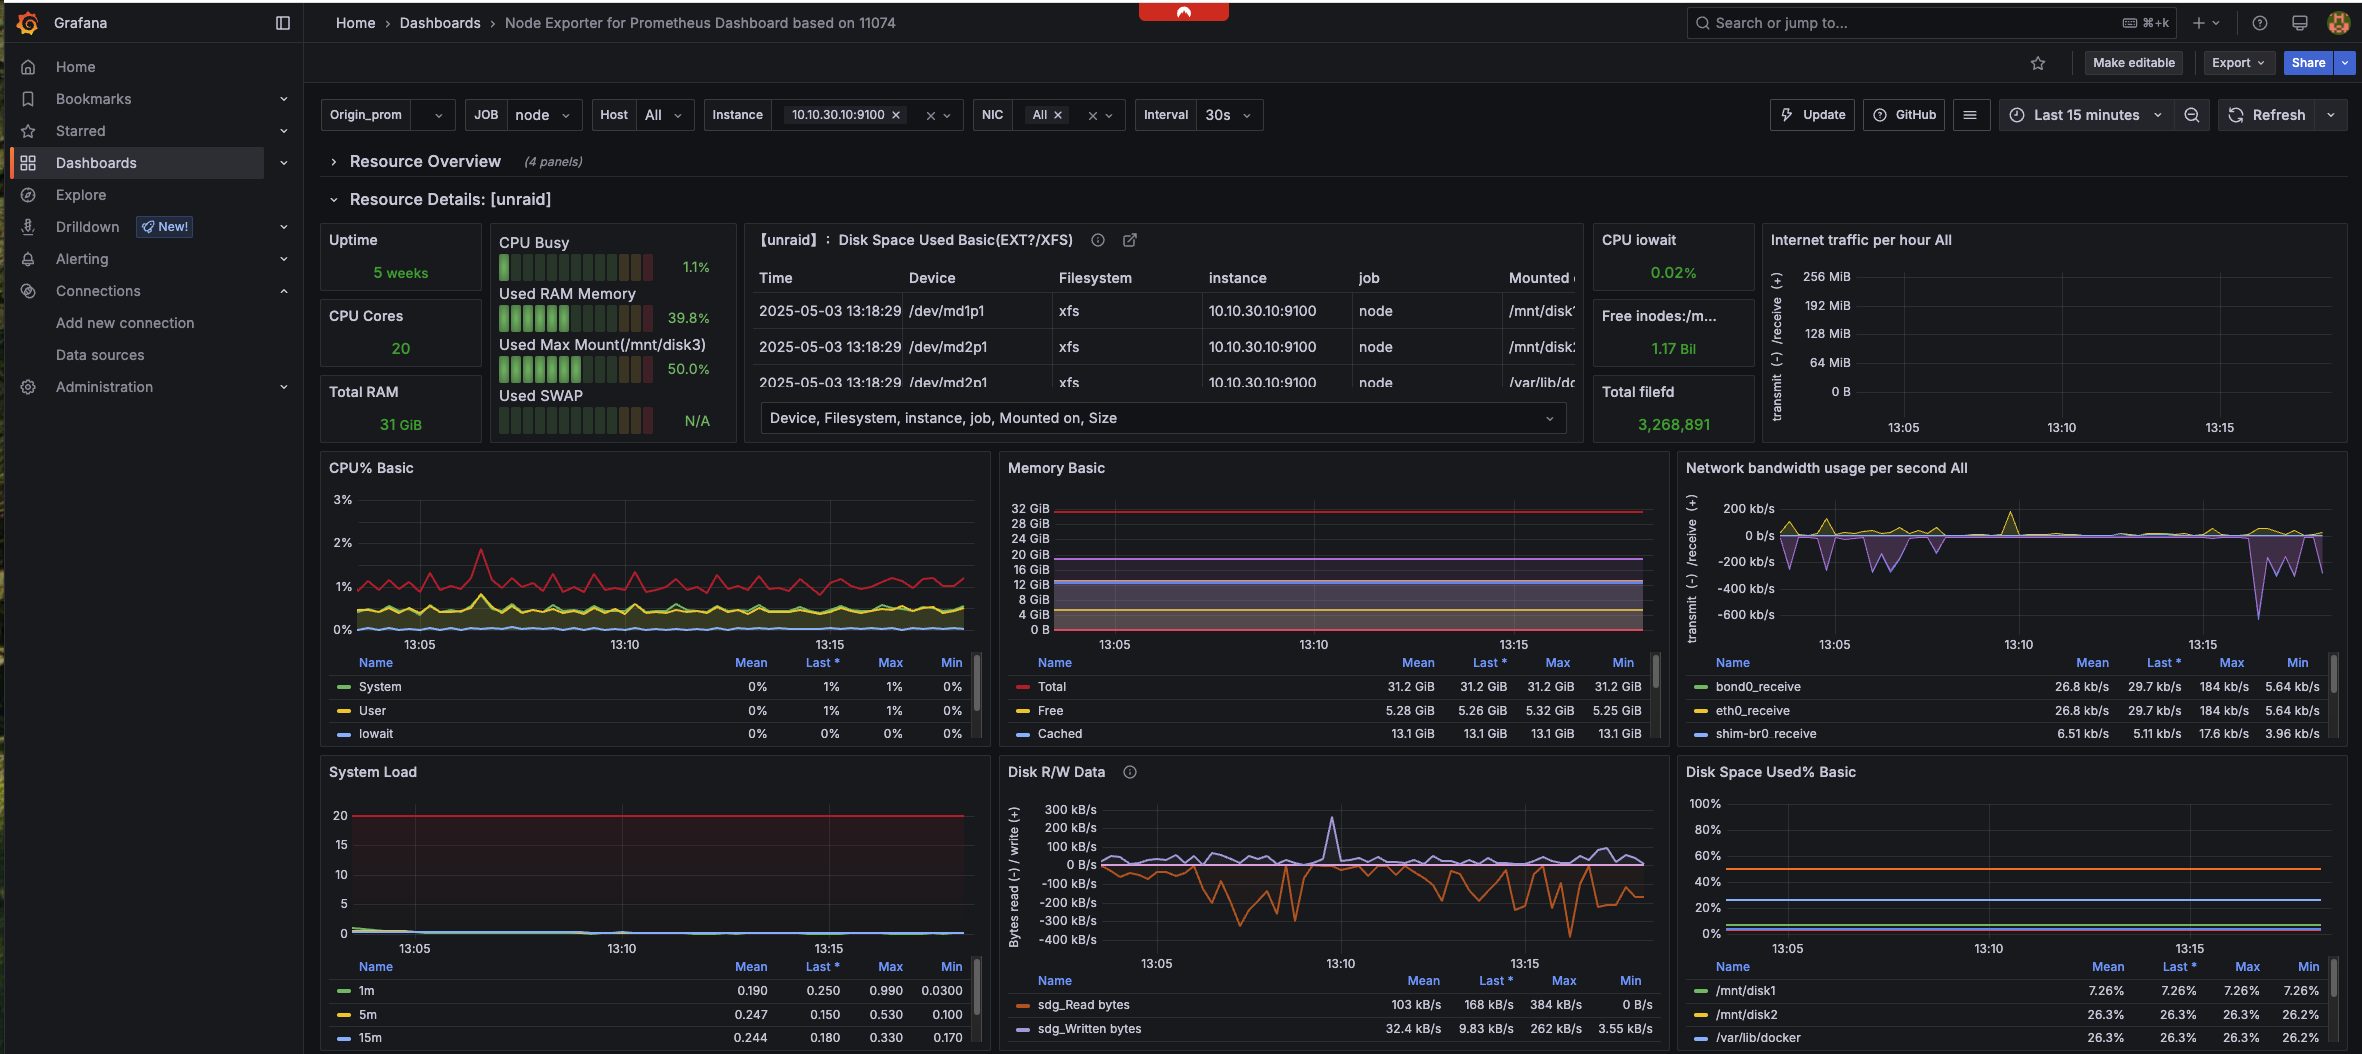 Grafana
Home › Dashboards › Node Exporter for Prometheus Dashboard based on 11074
Search or jump to...
⌘+k
Make editable
Export
Share
Home
Bookmarks
Starred
Dashboards
Explore
Drilldown New!
Alerting
Connections
Add new connection
Data sources
Administration
Origin_prom
JOB node
Host All
Instance 10.10.30.10:9100
NIC All
Interval 30s
Update
GitHub
Last 15 minutes
Refresh
Resource Overview (4 panels)
Resource Details: [unraid]
Uptime
5 weeks
CPU Cores
20
Total RAM
31 GiB
CPU Busy
1.1%
Used RAM Memory
39.8%
Used Max Mount(/mnt/disk3)
50.0%
Used SWAP
N/A
【unraid】: Disk Space Used Basic(EXT?/XFS)
Time Device Filesystem instance job Mounted
2025-05-03 13:18:29 /dev/md1p1 xfs 10.10.30.10:9100 node /mnt/disk
2025-05-03 13:18:29 /dev/md2p1 xfs 10.10.30.10:9100 node /mnt/disk
2025-05-03 13:18:29 /dev/md2p1 xfs 10.10.30.10:9100 node /var/lib/do
Device, Filesystem, instance, job, Mounted on, Size
CPU iowait
0.02%
Free inodes:/m...
1.17 Bil
Total filefd
3,268,891
Internet traffic per hour All
transmit (-) /receive (+)
256 MiB
192 MiB
128 MiB
64 MiB
0 B
13:05 13:10 13:15
CPU% Basic
3%
2%
1%
0%
13:05 13:10 13:15
Name Mean Last * Max Min
System 0% 1% 1% 0%
User 0% 1% 1% 0%
Iowait 0% 0% 0% 0%
Memory Basic
32 GiB
28 GiB
24 GiB
20 GiB
16 GiB
12 GiB
8 GiB
4 GiB
0 B
13:05 13:10 13:15
Name Mean Last * Max Min
Total 31.2 GiB 31.2 GiB 31.2 GiB 31.2 GiB
Free 5.28 GiB 5.26 GiB 5.32 GiB 5.25 GiB
Cached 13.1 GiB 13.1 GiB 13.1 GiB 13.1 GiB
Network bandwidth usage per second All
transmit (-) /receive (+)
200 kb/s
0 b/s
-200 kb/s
-400 kb/s
-600 kb/s
13:05 13:10 13:15
Name Mean Last * Max Min
bond0_receive 26.8 kb/s 29.7 kb/s 184 kb/s 5.64 kb/s
eth0_receive 26.8 kb/s 29.7 kb/s 184 kb/s 5.64 kb/s
shim-br0_receive 6.51 kb/s 5.11 kb/s 17.6 kb/s 3.96 kb/s
System Load
20
15
10
5
0
13:05 13:10 13:15
Name Mean Last * Max Min
1m 0.190 0.250 0.990 0.0300
5m 0.247 0.150 0.530 0.100
15m 0.244 0.180 0.330 0.170
Disk R/W Data
Bytes read (-) / write (+)
300 kB/s
200 kB/s
100 kB/s
0 B/s
-100 kB/s
-200 kB/s
-300 kB/s
-400 kB/s
13:05 13:10 13:15
Name Mean Last * Max Min
sdg_Read bytes 103 kB/s 168 kB/s 384 kB/s 0 B/s
sdg_Written bytes 32.4 kB/s 9.83 kB/s 262 kB/s 3.55 kB/s
Disk Space Used% Basic
100%
80%
60%
40%
20%
0%
13:05 13:10 13:15
Name Mean Last * Max Min
/mnt/disk1 7.26% 7.26% 7.26% 7.26%
/mnt/disk2 26.3% 26.3% 26.3% 26.2%
/var/lib/docker 26.3% 26.3% 26.3% 26.2%